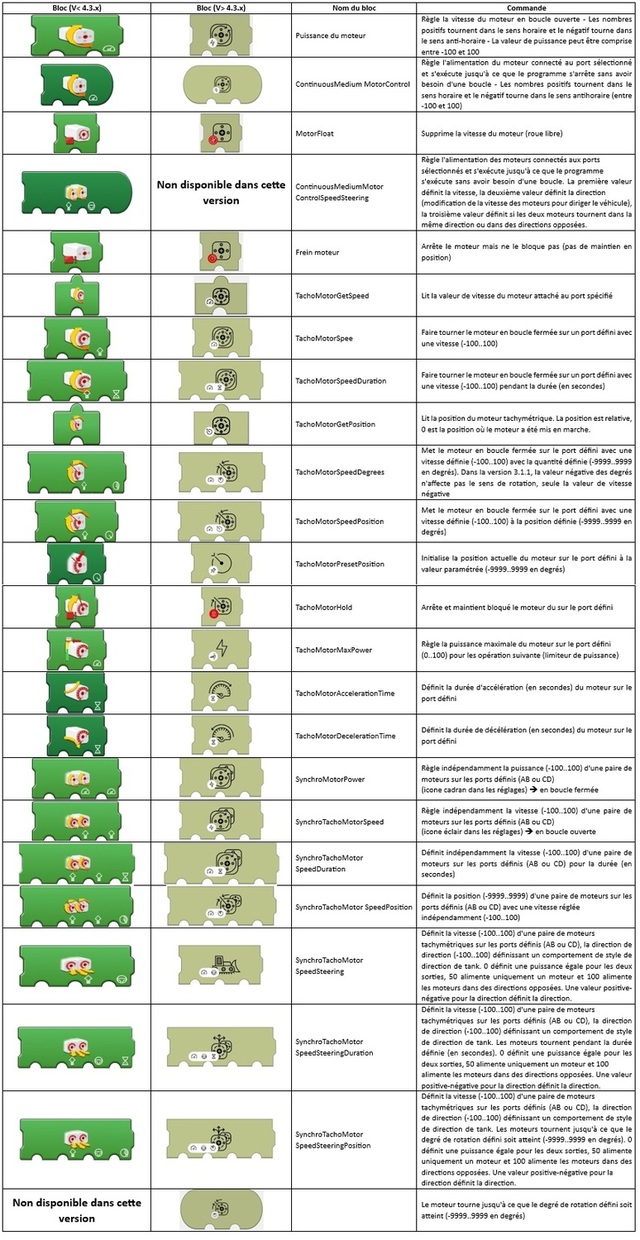 Bloc (V< 4.3.x)
Bloc (V> 4.3.x)
Nom du bloc
Commande
Puissance du moteur
Règle la vitesse du moteur en boucle ouverte - Les nombres
positifs tournent dans le sens horaire et le négatif tourne dans
le sens anti-horaire - La valeur de puissance peut être comprise
entre -100 et 100
ContinuousMedium MotorControl
Règle l'alimentation du moteur connecté au port sélectionné
et s'exécute jusqu'à ce que le programme s'arrête sans avoir
besoin d'une boucle - Les nombres positifs tournent dans le
sens horaire et le négatif tourne dans le sens antihoraire (entre
-100 et 100)
MotorFloat
Supprime la vitesse du moteur (roue libre)
Non disponible dans cette
version
ContinuousMediumMotor
ControlSpeedSteering
Règle l'alimentation des moteurs connectés aux ports
sélectionnés et s'exécute jusqu'à ce que le programme
s'exécute sans avoir besoin d'une boucle. La première valeur
définit la vitesse, la deuxième valeur définit la direction
(modification de la vitesse des moteurs pour diriger le véhicule),
la troisième valeur définit si les deux moteurs tournent dans la
même direction ou dans des directions opposées.
Frein moteur
Arrête le moteur mais ne le bloque pas (pas de maintien en
position)
TachoMotorGetSpeed
Lit la valeur de vitesse du moteur attaché au port spécifié
TachoMotorSpee
Faire tourner le moteur en boucle fermée sur un port défini avec
une vitesse (-100..100)
TachoMotorSpeedDuration
Faire tourner le moteur en boucle fermée sur un port défini avec
une vitesse (-100..100) pendant la durée (en secondes)
TachoMotorGetPosition
Lit la position du moteur tachymétrique. La position est relative,
0 est la position où le moteur a été mis en marche.
TachoMotorSpeedDegrees
Met le moteur en boucle fermée sur le port défini avec une
vitesse définie (-100..100) avec la quantité définie (-9999..9999
en degrés). Dans la version 3.1.1, la valeur négative des degrés
n'affecte pas le sens de rotation, seule la valeur de vitesse
négative
TachoMotorSpeedPosition
Met le moteur en boucle fermée sur le port défini avec une
vitesse définie (-100..100) à la position définie (-9999..9999 en
degrés)
TachoMotorPresetPosition
Initialise la position actuelle du moteur sur le port défini à la
valeur paramétrée (-9999..9999 en degrés)
TachoMotorHold
Arrête et maintient bloqué le moteur du sur le port défini
TachoMotorMaxPower
Règle la puissance maximale du moteur sur le port défini
(0..100) pour les opération suivante (limiteur de puissance)
TachoMotorAccelerationTime
Définit la durée d'accélération (en secondes) du moteur sur le
port défini
TachoMotorDecelerationTime
Définit la durée de décélération (en secondes) du moteur sur le
port défini
SynchroMotorPower
Règle indépendamment la puissance (-100..100) d'une paire de
moteurs sur les ports définis (AB ou CD)
(icone cadran dans les réglages) ➔ en boucle fermée
SynchroTachoMotorSpeed
Règle indépendamment la vitesse (-100..100) d'une paire de
moteurs sur les ports définis (AB ou CD)
(icone éclair dans les réglages) ➔ en boucle ouverte
SynchroTachoMotor
SpeedDuration
Définit indépendamment la vitesse (-100..100) d'une paire de
moteurs sur les ports définis (AB ou CD) pour la durée (en
secondes)
SynchroTachoMotor SpeedPosition
Définit la position (-9999..9999) d'une paire de moteurs sur les
ports définis (AB ou CD) avec une vitesse réglée
indépendamment (-100..100)
SynchroTachoMotor
SpeedSteering
Définit la vitesse (-100..100) d'une paire de moteurs
tachymétriques sur les ports définis (AB ou CD), la direction de
direction (-100..100) définissant un comportement de style de
direction de tank. 0 définit une puissance égale pour les deux
sorties, 50 alimente uniquement un moteur et 100 alimente
les moteurs dans des directions opposées. Une valeur positive-
négative pour la direction définit la direction.
SynchroTachoMotor
SpeedSteeringDuration
Définit la vitesse (-100..100) d'une paire de moteurs
tachymétriques sur les ports définis (AB ou CD), la direction
de direction (-100..100) définissant un comportement de style
de direction de tank. Les moteurs tournent pendant la durée
définie (en secondes). 0 définit une puissance égale pour les
deux sorties, 50 alimente uniquement un moteur et 100
alimente les moteurs dans des directions opposées. Une valeur
positive-négative pour la direction définit la direction.
SynchroTachoMotor
SpeedSteeringPosition
Définit la vitesse (-100..100) d'une paire de moteurs
tachymétriques sur les ports définis (AB ou CD), la direction de
direction (-100..100) définissant un comportement de style de
direction de tank. Les moteurs tournent jusqu'à ce que le
degré de rotation défini soit atteint (-9999..9999 en degrés). 0
définit une puissance égale pour les deux sorties, 50 alimente
uniquement un moteur et 100 alimente les moteurs dans des
directions opposées. Une valeur positive-négative pour la
direction définit la direction.
Non disponible dans cette
version
Le moteur tourne jusqu'à ce que le degré de rotation défini soit
atteint (-9999..9999 en degrés)